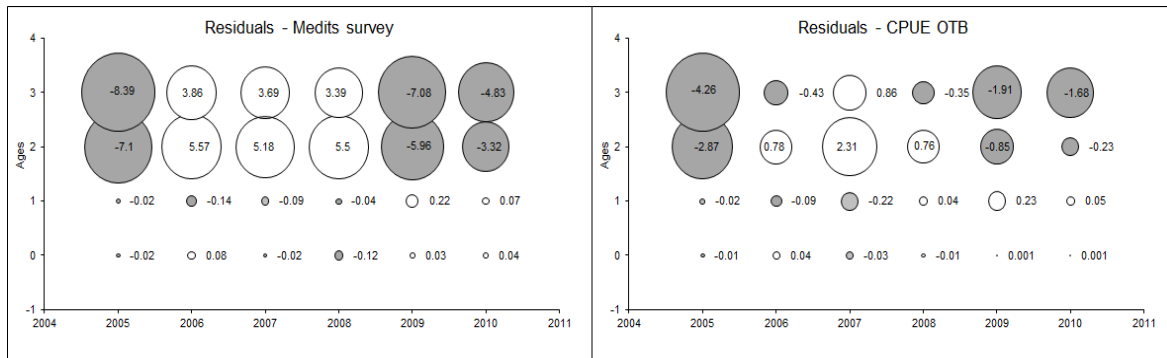 Residuals - Medits survey
Ages
4
3
-8.39 3.86 3.69 3.39 -7.08 -4.83
2
-7.1 5.57 5.18 5.5 -5.96 -3.32
1
-0.02 -0.14 -0.09 -0.04 0.22 0.07
0
-0.02 0.08 -0.02 -0.12 0.03 0.04
-1
2004 2005 2006 2007 2008 2009 2010 2011
Residuals - CPUE OTB
Ages
4
3
-4.26 -0.43 0.86 -0.35 -1.91 -1.68
2
-2.87 0.78 2.31 0.76 -0.85 -0.23
1
-0.02 -0.09 -0.22 0.04 0.23 0.05
0
-0.01 0.04 -0.03 -0.01 0.001 0.001
-1
2004 2005 2006 2007 2008 2009 2010 2011